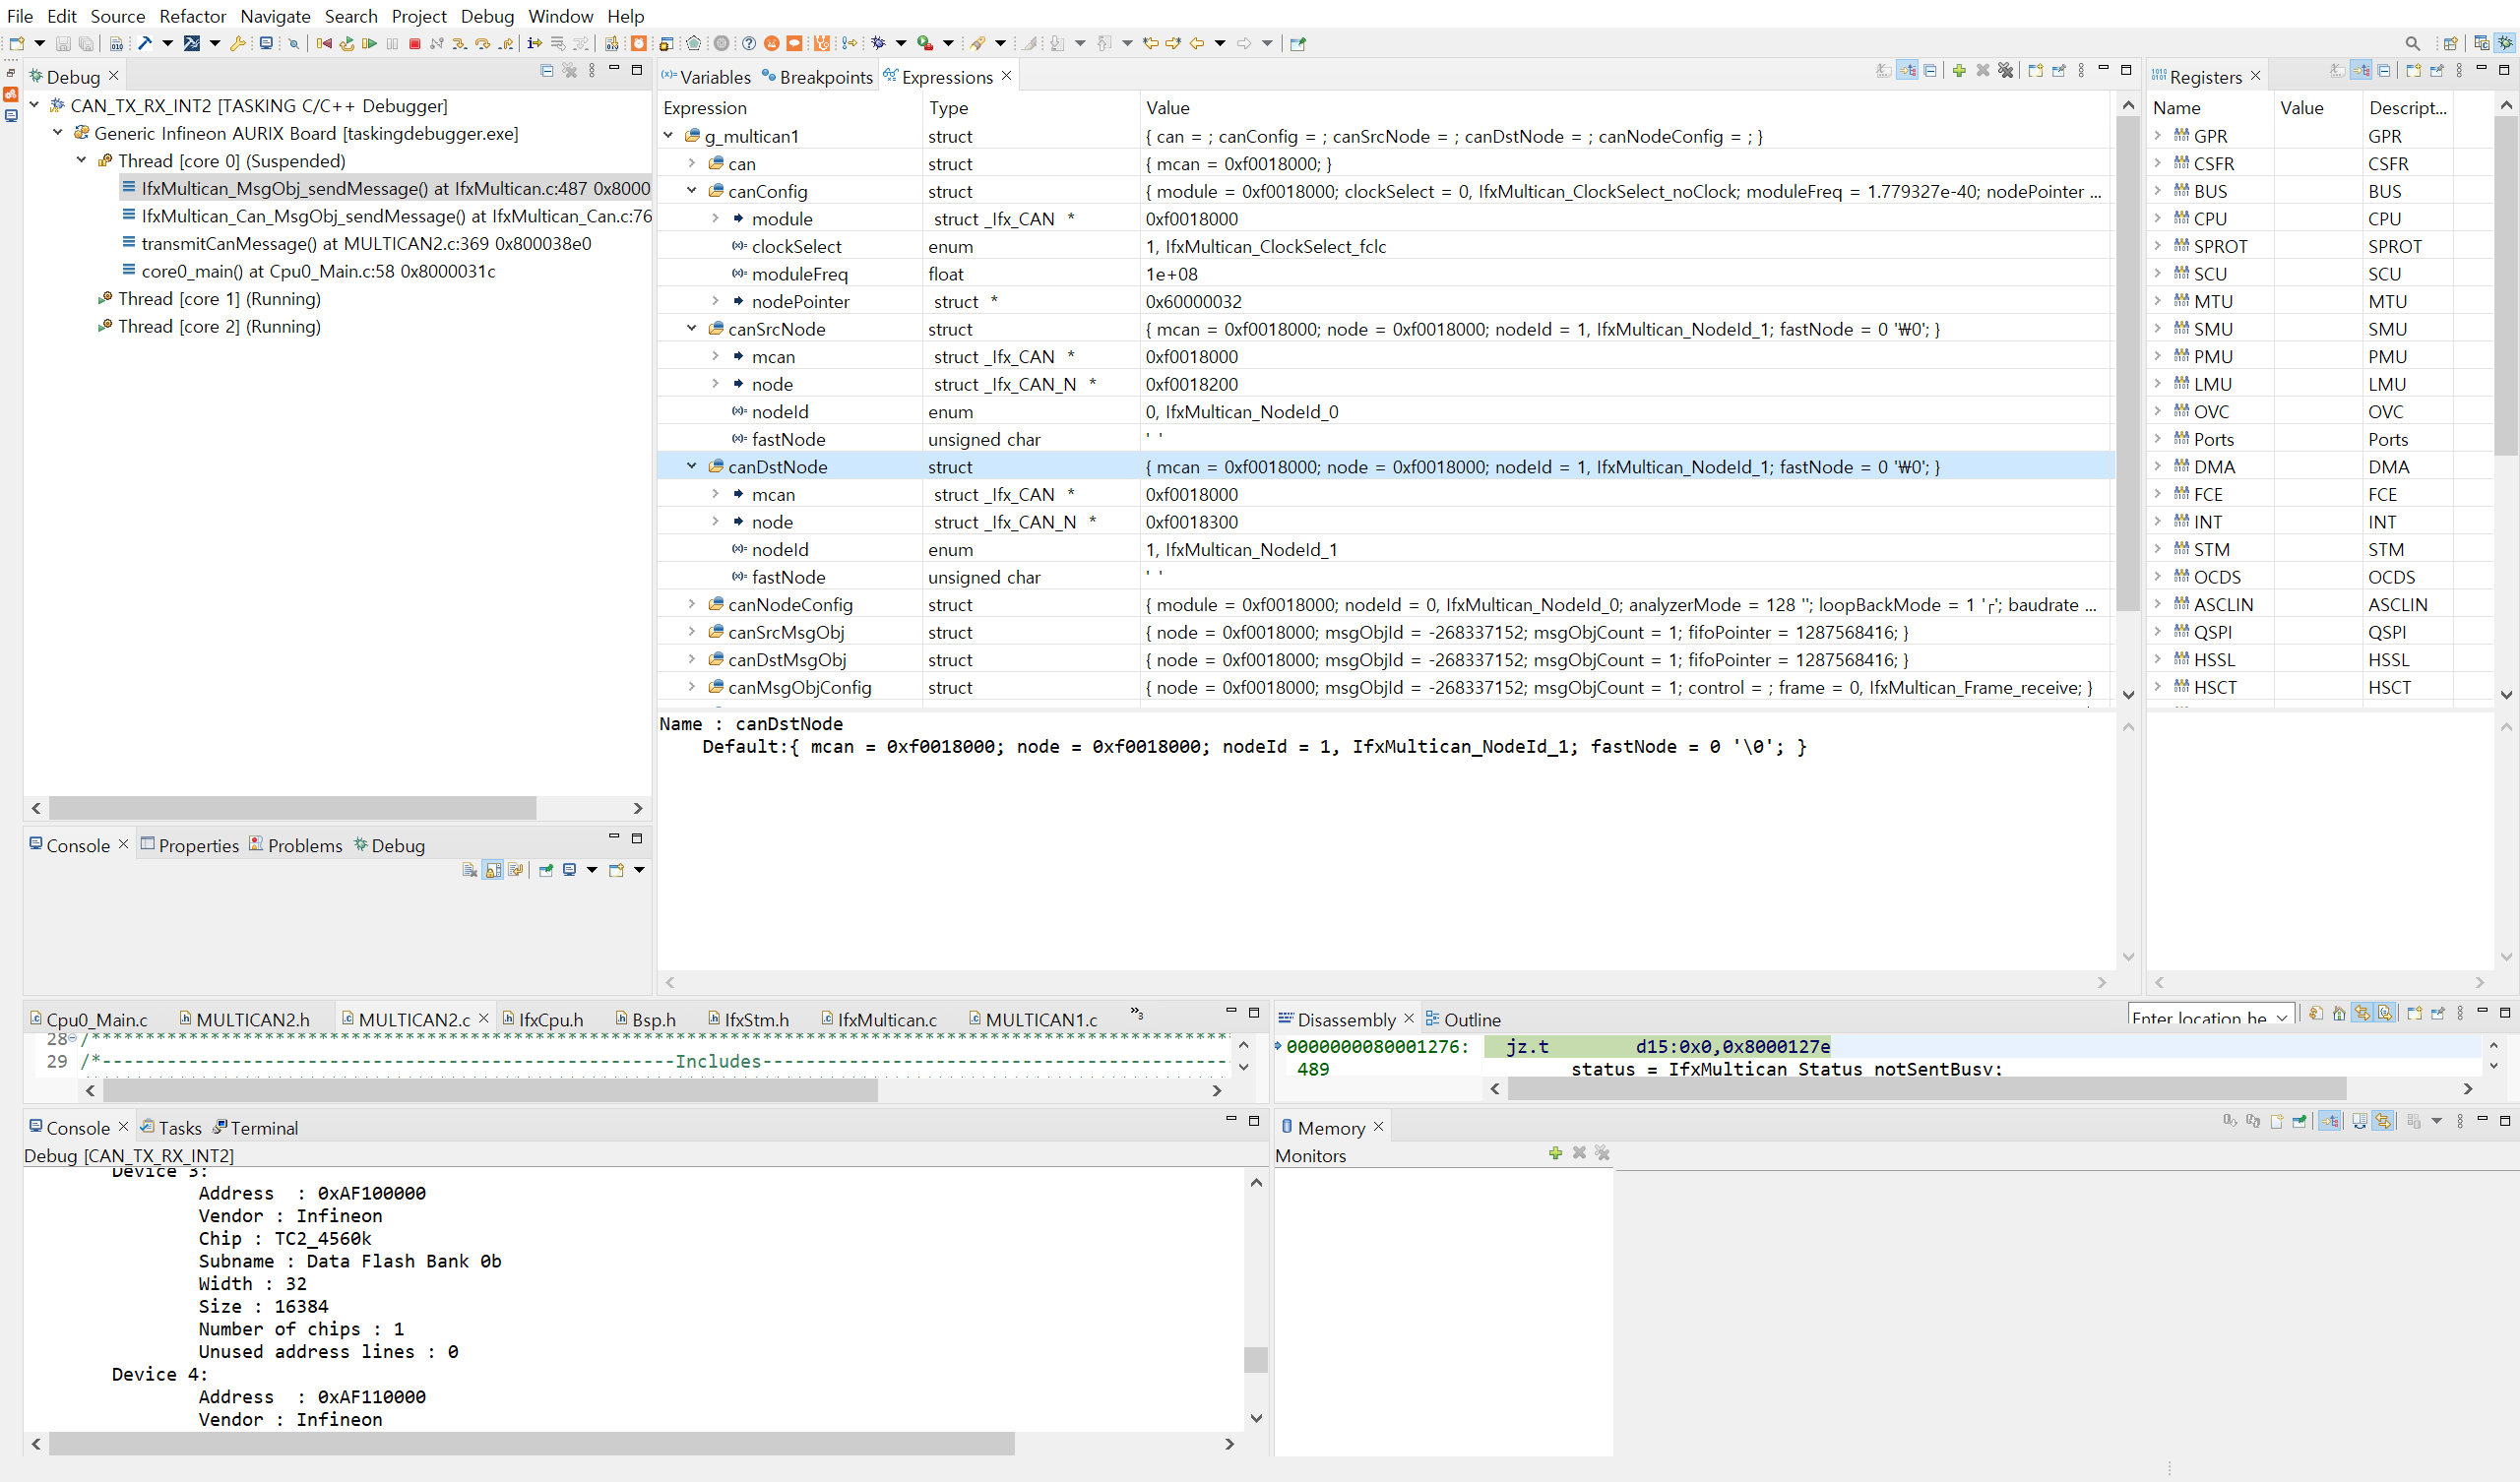 File Edit Source Refactor Navigate Search Project Debug Window Help
Debug
CAN_TX_RX_INT2 [TASKING C/C++ Debugger]
Generic Infineon AURIX Board [taskingdebugger.exe]
Thread [core 0] (Suspended)
IfxMultican_MsgObj_sendMessage() at IfxMultican.c:487 0x8000
IfxMultican_Can_MsgObj_sendMessage() at IfxMultican_Can.c:76
transmitCanMessage() at MULTICAN2.c:369 0x800038e0
core0_main() at Cpu0_Main.c:58 0x8000031c
Thread [core 1] (Running)
Thread [core 2] (Running)
Variables Breakpoints Expressions
Expression Type Value
g_multican1 struct { can = ; canConfig = ; canSrcNode = ; canDstNode = ; canNodeConfig = ; }
can struct { mcan = 0xf0018000; }
canConfig struct { module = 0xf0018000; clockSelect = 0, IfxMultican_ClockSelect_noClock; moduleFreq = 1.779327e-40; nodePointer ...
module struct _Ifx_CAN * 0xf0018000
clockSelect enum 1, IfxMultican_ClockSelect_fclc
moduleFreq float 1e+08
nodePointer struct * 0x60000032
canSrcNode struct { mcan = 0xf0018000; node = 0xf0018000; nodeId = 1, IfxMultican_NodeId_1; fastNode = 0 '₩0'; }
mcan struct _Ifx_CAN * 0xf0018000
node struct _Ifx_CAN_N * 0xf0018200
nodeId enum 0, IfxMultican_NodeId_0
fastNode unsigned char ' '
canDstNode struct { mcan = 0xf0018000; node = 0xf0018000; nodeId = 1, IfxMultican_NodeId_1; fastNode = 0 '₩0'; }
mcan struct _Ifx_CAN * 0xf0018000
node struct _Ifx_CAN_N * 0xf0018300
nodeId enum 1, IfxMultican_NodeId_1
fastNode unsigned char ' '
canNodeConfig struct { module = 0xf0018000; nodeId = 0, IfxMultican_NodeId_0; analyzerMode = 128 ''; loopBackMode = 1 '┌'; baudrate ...
canSrcMsgObj struct { node = 0xf0018000; msgObjId = -268337152; msgObjCount = 1; fifoPointer = 1287568416; }
canDstMsgObj struct { node = 0xf0018000; msgObjId = -268337152; msgObjCount = 1; fifoPointer = 1287568416; }
canMsgObjConfig struct { node = 0xf0018000; msgObjId = -268337152; msgObjCount = 1; control = ; frame = 0, IfxMultican_Frame_receive; }
Name : canDstNode
Default:{ mcan = 0xf0018000; node = 0xf0018000; nodeId = 1, IfxMultican_NodeId_1; fastNode = 0 '\0'; }
Registers
Name Value Descript...
GPR GPR
CSFR CSFR
BUS BUS
CPU CPU
SPROT SPROT
SCU SCU
MTU MTU
SMU SMU
PMU PMU
LMU LMU
OVC OVC
Ports Ports
DMA DMA
FCE FCE
INT INT
STM STM
OCDS OCDS
ASCLIN ASCLIN
QSPI QSPI
HSSL HSSL
HSCT HSCT
Console Properties Problems Debug
Cpu0_Main.c MULTICAN2.h MULTICAN2.c IfxCpu.h Bsp.h IfxStm.h IfxMultican.c MULTICAN1.c »3
28 /*******************************************************************************************************
29 /*-----------------------------------------------------Includes-------------------------------------------
Disassembly Outline
Enter location he
0000000080001276: jz.t d15:0x0,0x8000127e
489 status = IfxMultican_Status_notSentBusy;
Console Tasks Terminal
Debug [CAN_TX_RX_INT2]
Device 3:
Address : 0xAF100000
Vendor : Infineon
Chip : TC2_4560k
Subname : Data Flash Bank 0b
Width : 32
Size : 16384
Number of chips : 1
Unused address lines : 0
Device 4:
Address : 0xAF110000
Vendor : Infineon
Memory
Monitors